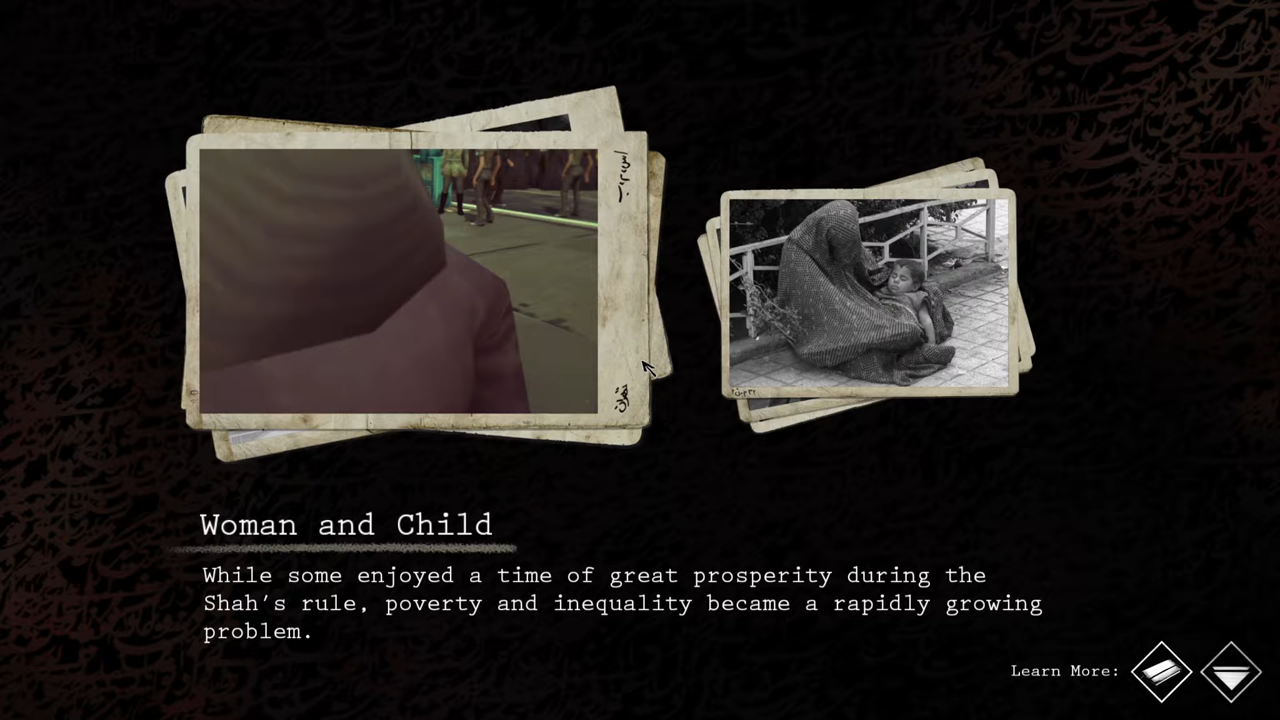 Woman and Child
While some enjoyed a time of great prosperity during the
Shah's rule, poverty and inequality became a rapidly growing
problem.
Learn More:
تهران